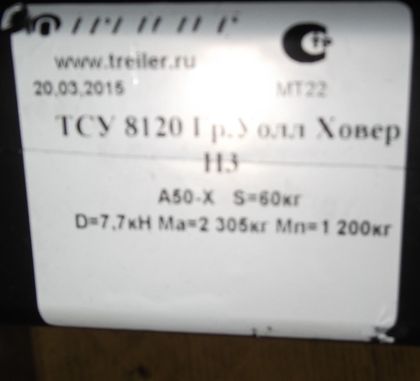 www.treiler.ru
20.03.2015 МТ22
ТСУ 8120 Гр.Уолл Ховер
Н3
А50-Х S=60кг
D=7,7кН Ма=2 305кг Мп=1 200кг